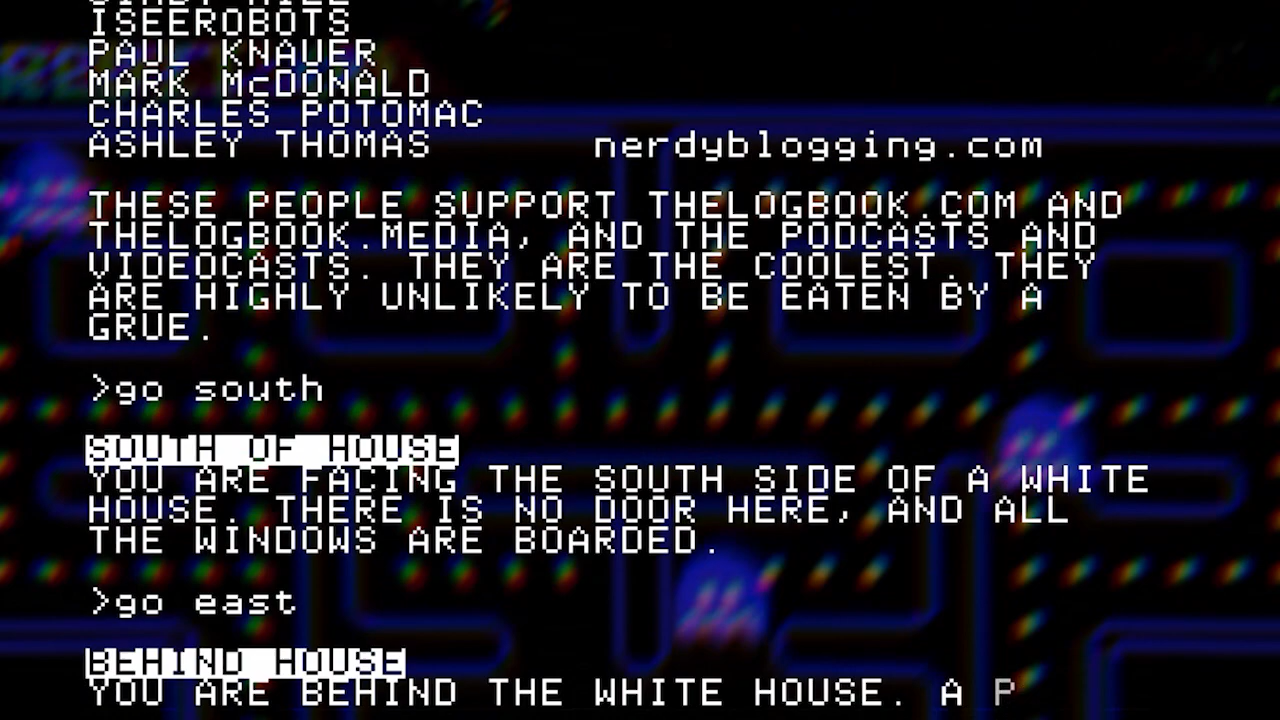 ISEEROBOTS
PAUL KNAUER
MARK McDONALD
CHARLES POTOMAC
ASHLEY THOMAS nerdyblogging.com
THESE PEOPLE SUPPORT THELOGBOOK.COM AND
THELOGBOOK.MEDIA, AND THE PODCASTS AND
VIDEOCASTS. THEY ARE THE COOLEST. THEY
ARE HIGHLY UNLIKELY TO BE EATEN BY A
GRUE.
>go south
SOUTH OF HOUSE
YOU ARE FACING THE SOUTH SIDE OF A WHITE
HOUSE. THERE IS NO DOOR HERE, AND ALL
THE WINDOWS ARE BOARDED.
>go east
BEHIND HOUSE
YOU ARE BEHIND THE WHITE HOUSE. A P